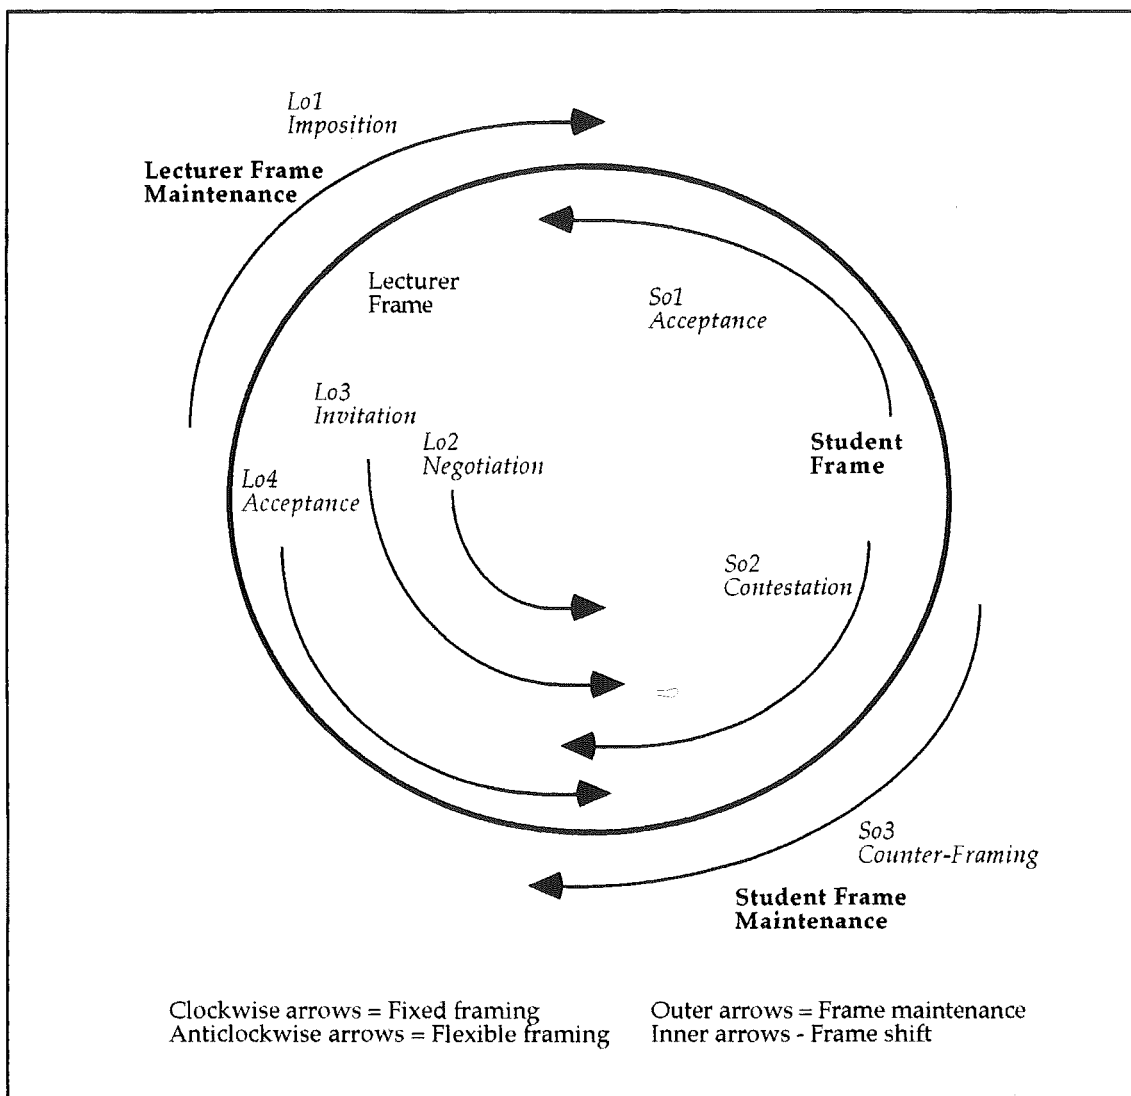 Lo1
Imposition
Lecturer Frame
Maintenance
Lecturer
Frame
So1
Acceptance
Lo3
Invitation
Lo2
Negotiation
Student
Frame
Lo4
Acceptance
So2
Contestation
So3
Counter-Framing
Student Frame
Maintenance
Clockwise arrows = Fixed framing
Anticlockwise arrows = Flexible framing
Outer arrows = Frame maintenance
Inner arrows - Frame shift